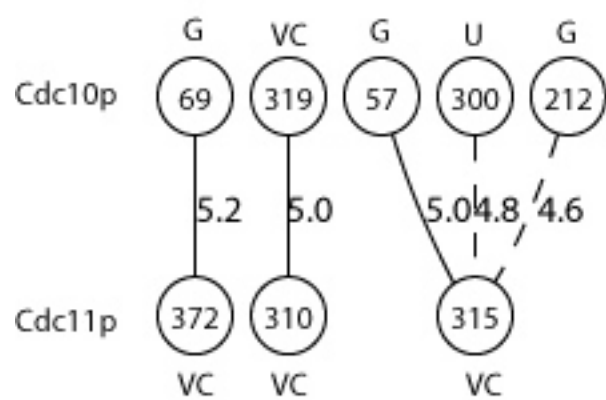 G VC G U G
Cdc10p 69 319 57 300 212
5.2 5.0 5.0 4.8 4.6
Cdc11p 372 310 315
VC VC VC